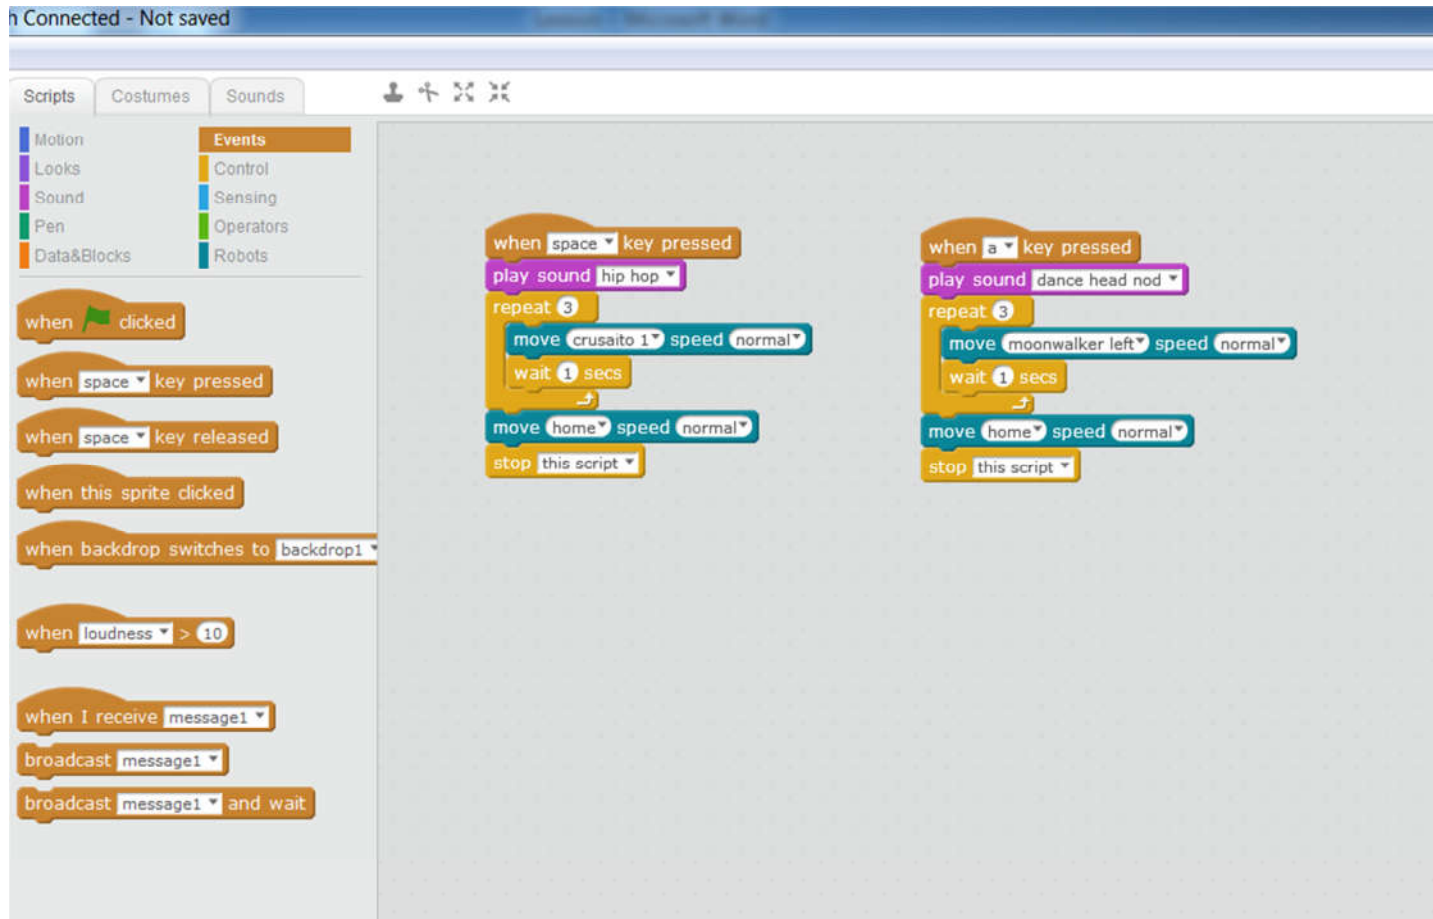 n Connected - Not saved
Scripts Costumes Sounds
Motion Events
Looks Control
Sound Sensing
Pen Operators
Data&Blocks Robots
when clicked
when space key pressed
when space key released
when this sprite clicked
when backdrop switches to backdrop1
when loudness > 10
when I receive message1
broadcast message1
broadcast message1 and wait
when space key pressed
play sound hip hop
repeat 3
move crusaito 1 speed normal
wait 1 secs
move home speed normal
stop this script
when a key pressed
play sound dance head nod
repeat 3
move moonwalker left speed normal
wait 1 secs
move home speed normal
stop this script